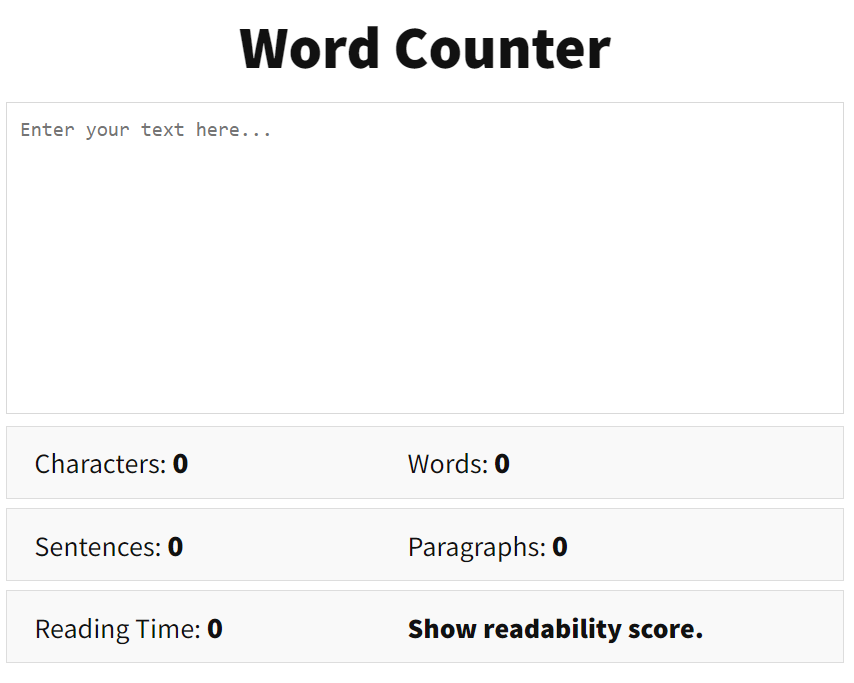 Word Counter
Enter your text here...
Characters: 0 Words: 0
Sentences: 0 Paragraphs: 0
Reading Time: 0 Show readability score.